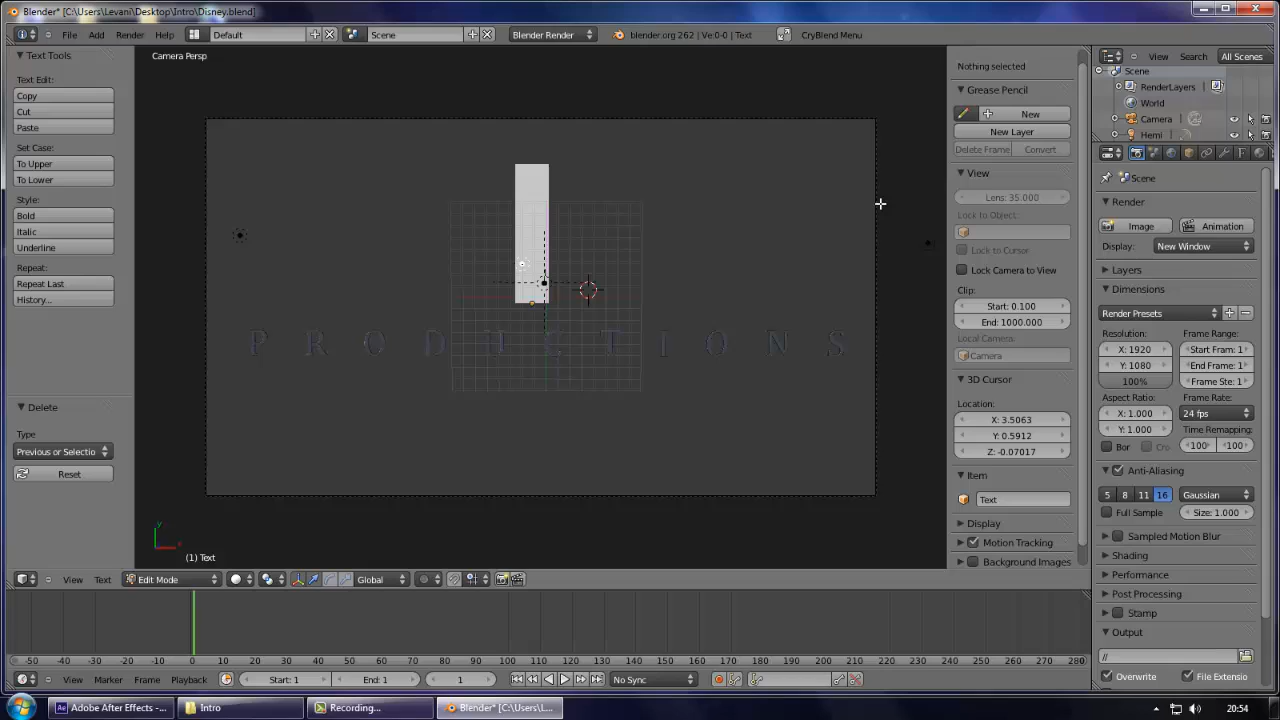 Blender* [C:\Users\Levani\Desktop\Intro\Disney.blend]
File Add Render Help Default Scene Blender Render blender.org 262 | Ve:0-0 | Text CryBlend Menu
Text Tools
Text Edit:
Copy
Cut
Paste
Set Case:
To Upper
To Lower
Style:
Bold
Italic
Underline
Repeat:
Repeat Last
History...
Delete
Type
Previous or Selectio
Reset
Camera Persp
P R O D U C T I O N S
y
x
(1) Text
Nothing selected
Grease Pencil
New
New Layer
Delete Frame Convert
View
Lens: 35.000
Lock to Object:
Lock to Cursor
Lock Camera to View
Clip:
Start: 0.100
End: 1000.000
Local Camera:
Camera
3D Cursor
Location:
X: 3.5063
Y: 0.5912
Z: -0.07017
Item
Text
Display
Motion Tracking
Background Images
View Search All Scenes
Scene
RenderLayers
World
Camera
Hemi
Scene
Render
Image Animation
Display: New Window
Layers
Dimensions
Render Presets
Resolution: Frame Range:
X: 1920 Start Fram: 1
Y: 1080 End Frame: 1
100% Frame Ste: 1
Aspect Ratio: Frame Rate:
X: 1.000 24 fps
Y: 1.000 Time Remapping:
Bor Cro 100 100
Anti-Aliasing
5 8 11 16 Gaussian
Full Sample Size: 1.000
Sampled Motion Blur
Shading
Performance
Post Processing
Stamp
Output
//
Overwrite File Extensio
View Text Edit Mode Global
-50 -40 -30 -20 -10 0 10 20 30 40 50 60 70 80 90 100 110 120 130 140 150 160 170 180 190 200 210 220 230 240 250 260 270 280
View Marker Frame Playback Start: 1 End: 1 1 No Sync
Adobe After Effects - ... Intro Recording... Blender* [C:\Users\L... 20:54